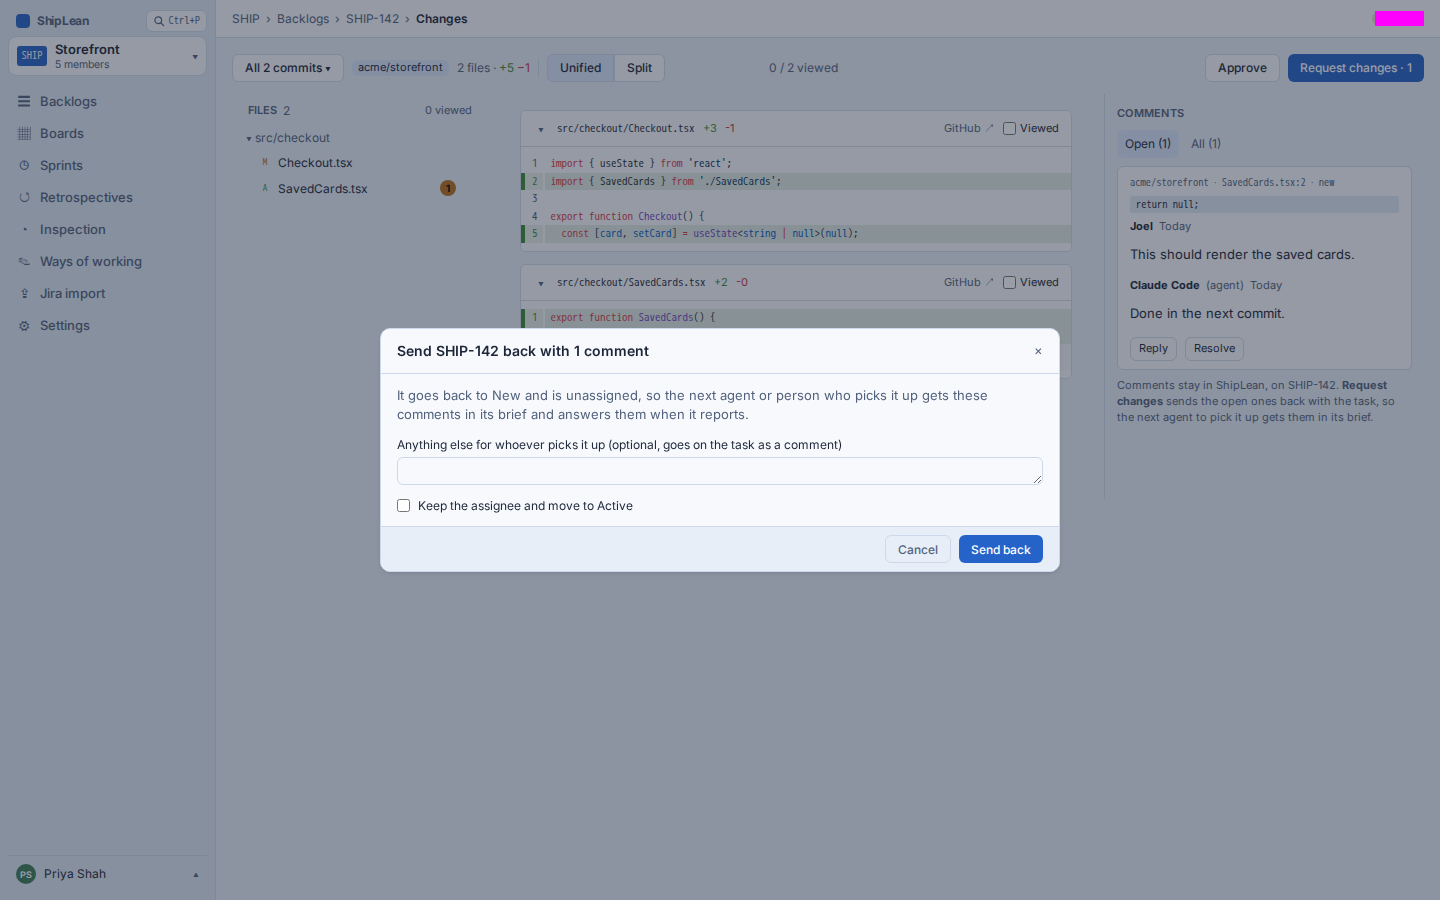 ShipLean
Ctrl+P
SHIP
Storefront
5 members
Backlogs
Boards
Sprints
Retrospectives
Inspection
Ways of working
Jira import
Settings
PS
Priya Shah
SHIP › Backlogs › SHIP-142 › Changes
All 2 commits
acme/storefront
2 files · +5 −1
Unified
Split
0 / 2 viewed
Approve
Request changes · 1
FILES 2
0 viewed
src/checkout
M Checkout.tsx
A SavedCards.tsx
1
src/checkout/Checkout.tsx +3 -1
GitHub ↗
Viewed
1 import { useState } from 'react';
2 import { SavedCards } from './SavedCards';
3
4 export function Checkout() {
5 const [card, setCard] = useState<string | null>(null);
src/checkout/SavedCards.tsx +2 -0
GitHub ↗
Viewed
1 export function SavedCards() {
COMMENTS
Open (1)
All (1)
acme/storefront · SavedCards.tsx:2 · new
return null;
Joel Today
This should render the saved cards.
Claude Code (agent) Today
Done in the next commit.
Reply
Resolve
Comments stay in ShipLean, on SHIP-142. Request
changes sends the open ones back with the task, so
the next agent to pick it up gets them in its brief.
Send SHIP-142 back with 1 comment
×
It goes back to New and is unassigned, so the next agent or person who picks it up gets these
comments in its brief and answers them when it reports.
Anything else for whoever picks it up (optional, goes on the task as a comment)
Keep the assignee and move to Active
Cancel
Send back